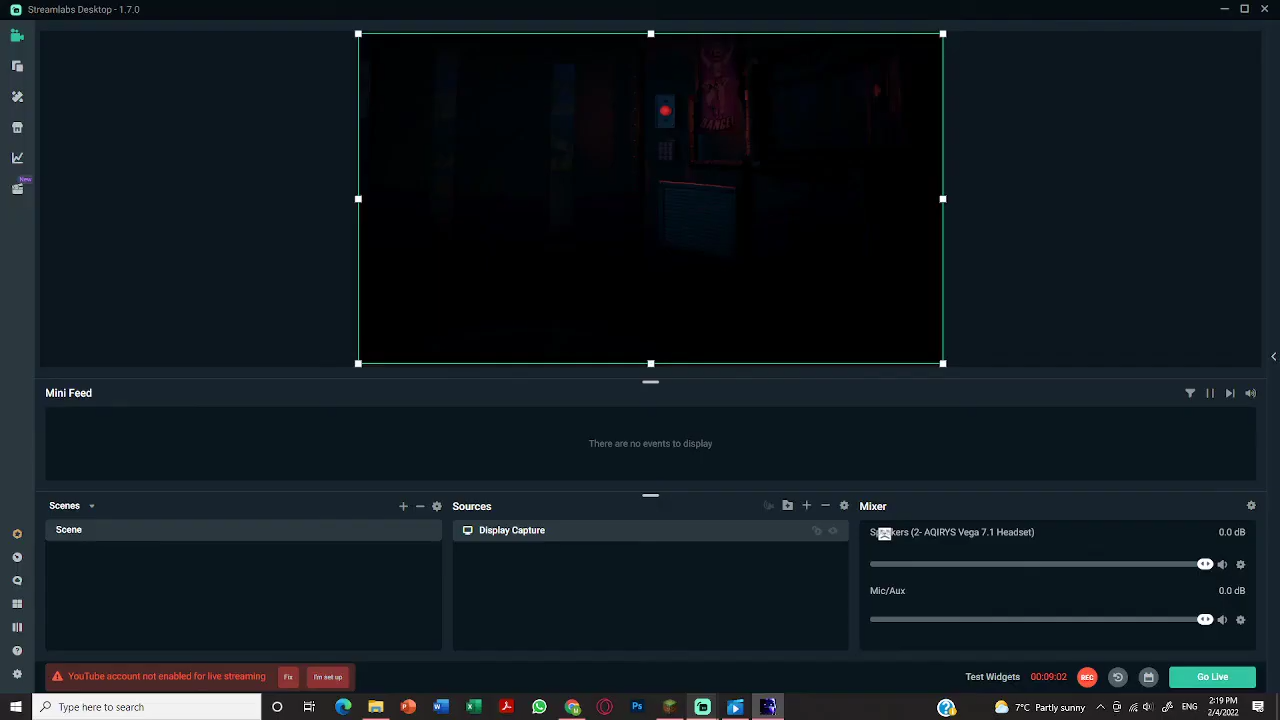 Streamlabs Desktop - 1.7.0
New
Mini Feed
There are no events to display
Scenes
Scene
Sources
Display Capture
Mixer
(2- AQIRYS Vega 7.1 Headset) 0.0 dB
Mic/Aux 0.0 dB
YouTube account not enabled for live streaming Fix I'm set up
Test Widgets 00:09:02 REC Go Live
Type here to search
7°C Partly sunny ENG 2:19 PM
2/4/2022